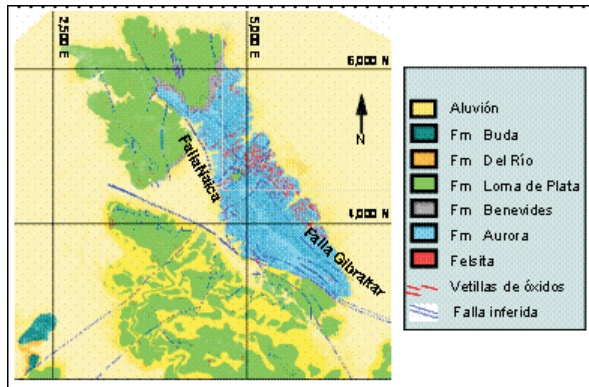 2,500 E
5,000 E
6,000 N
N
Falla Naica
4,000 N
Falla Gibraltar
Aluvión
Fm Buda
Fm Del Río
Fm Loma de Plata
Fm Benevides
Fm Aurora
Felsita
Vetillas de óxidos
Falla inferida